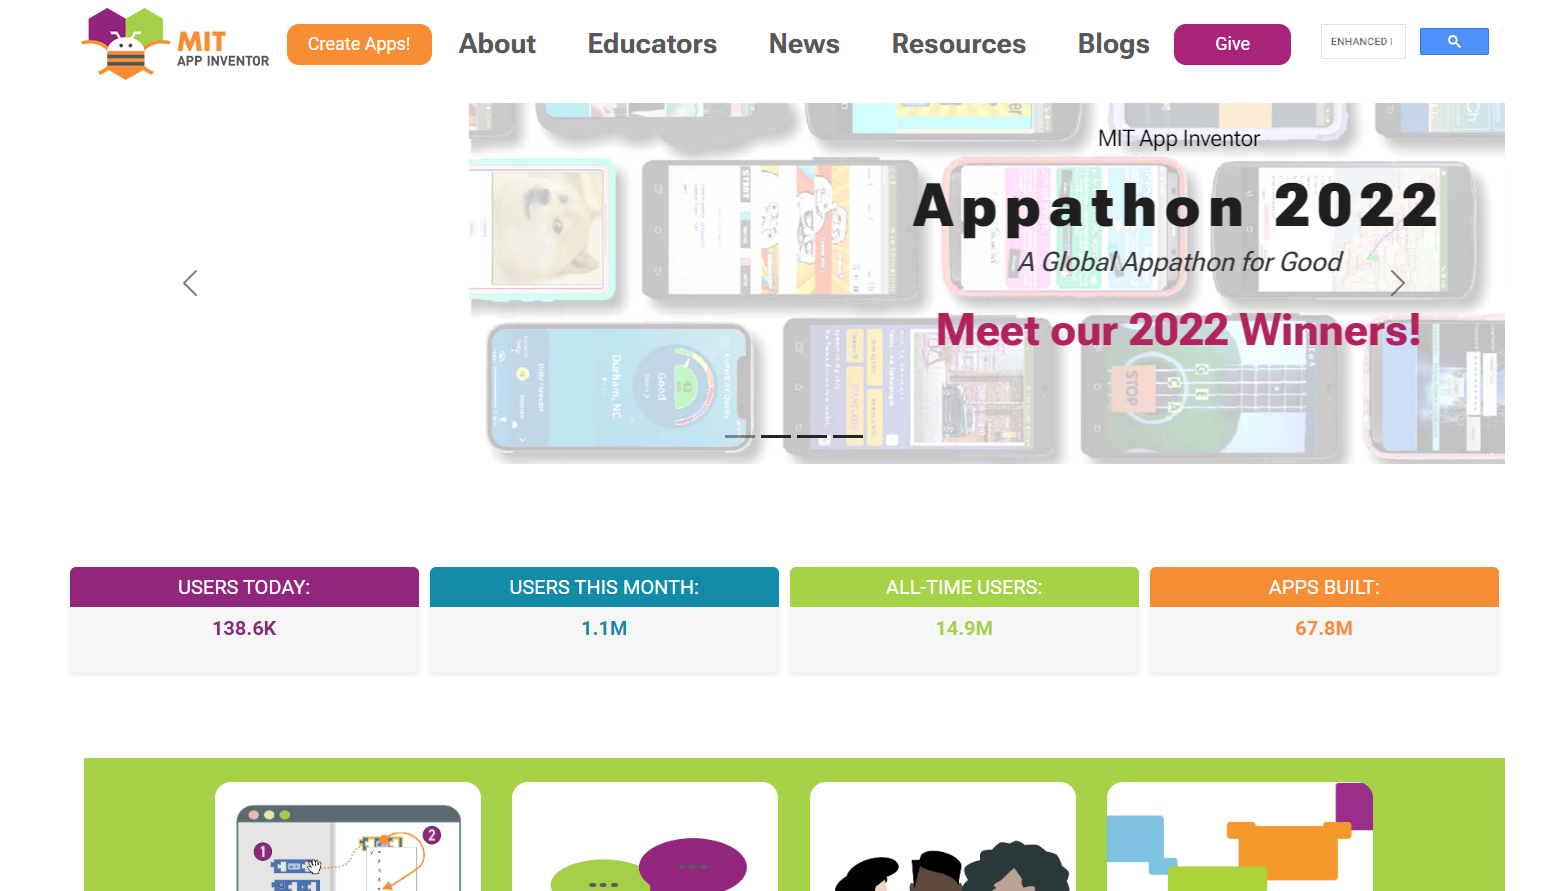 MIT
APP INVENTOR
Create Apps!
About
Educators
News
Resources
Blogs
Give
ENHANCED
MIT App Inventor
Appathon 2022
A Global Appathon for Good
Meet our 2022 Winners!
START
Durham, NC
Good
43
STOP
USERS TODAY:
138.6K
USERS THIS MONTH:
1.1M
ALL-TIME USERS:
14.9M
APPS BUILT:
67.8M
1
2